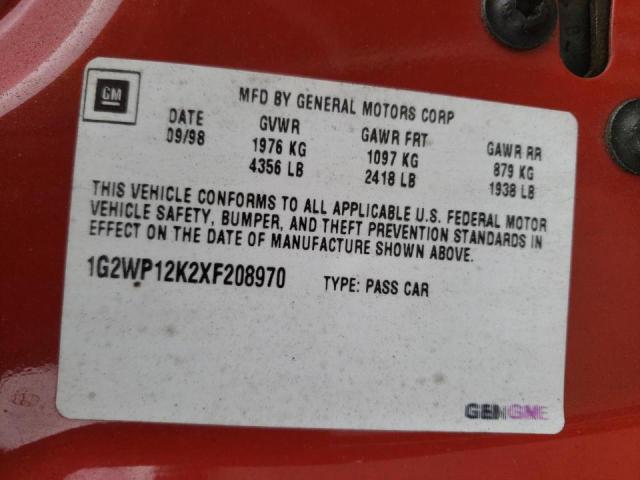 GM
MFD BY GENERAL MOTORS CORP
DATE GVWR GAWR FRT GAWR RR
09/98 1976 KG 1097 KG 879 KG
4356 LB 2418 LB 1938 LB
THIS VEHICLE CONFORMS TO ALL APPLICABLE U.S. FEDERAL MOTOR
VEHICLE SAFETY, BUMPER, AND THEFT PREVENTION STANDARDS IN
EFFECT ON THE DATE OF MANUFACTURE SHOWN ABOVE.
1G2WP12K2XF208970 TYPE: PASS CAR